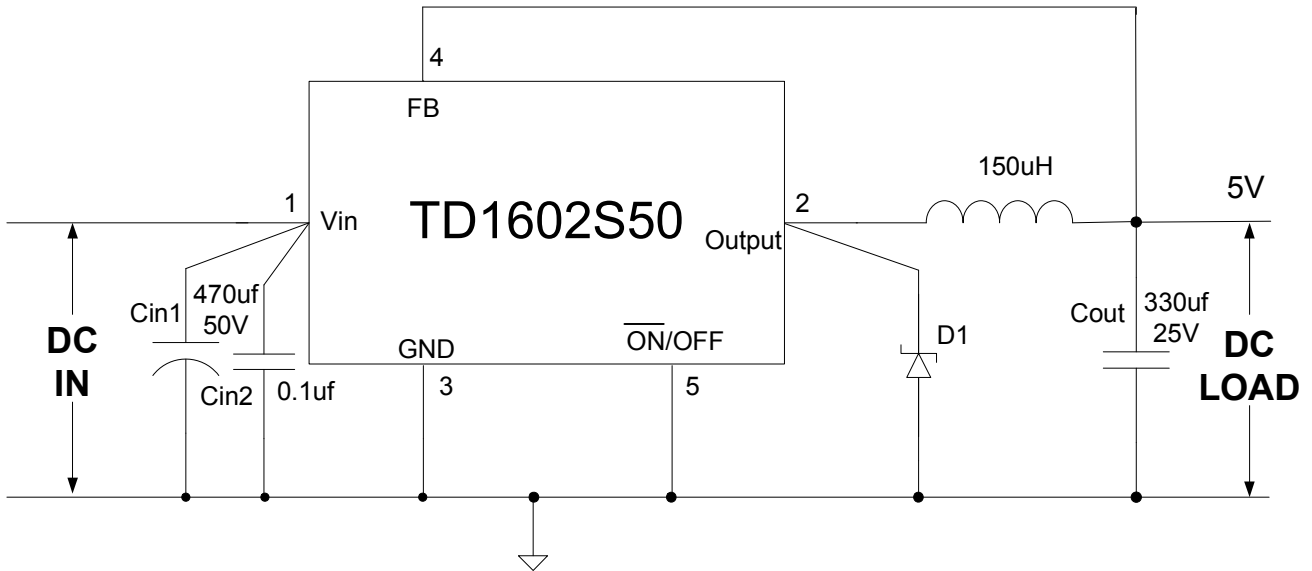 4
FB
150uH
5V
1
Vin
TD1602S50
2
Output
Cin1
470uf
50V
Cout
330uf
25V
DC
IN
GND
ON/OFF
D1
DC
LOAD
Cin2
0.1uf
3
5